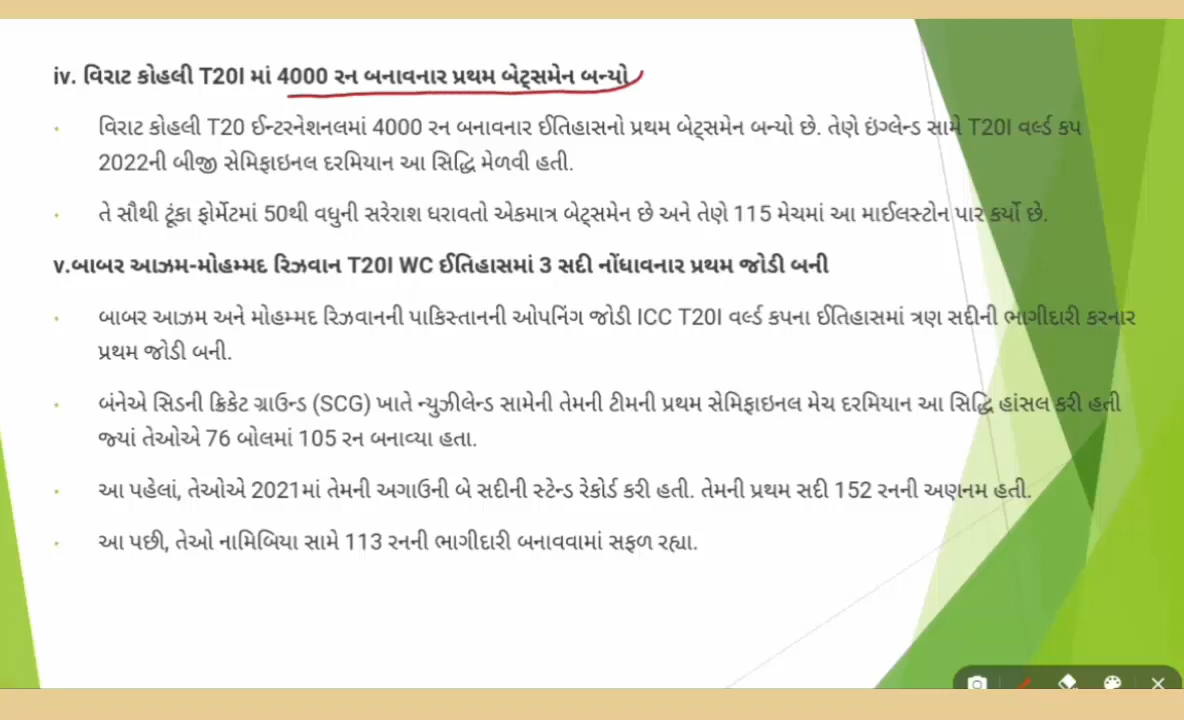 iv. વિરાટ કોહલી T20I માં 4000 રન બનાવનાર પ્રથમ બેટ્સમેન બન્યો
• વિરાટ કોહલી T20 ઈન્ટરનેશનલમાં 4000 રન બનાવનાર ઈતિહાસનો પ્રથમ બેટ્સમેન બન્યો છે. તેણે ઇંગ્લેન્ડ સામે T20I વર્લ્ડ કપ
2022ની બીજી સેમિફાઇનલ દરમિયાન આ સિદ્ધિ મેળવી હતી.
• તે સૌથી ટૂંકા ફોર્મેટમાં 50થી વધુની સરેરાશ ધરાવતો એકમાત્ર બેટ્સમેન છે અને તેણે 115 મેચમાં આ માઈલસ્ટોન પાર કર્યો છે.
v.બાબર આઝમ-મોહમ્મદ રિઝવાન T20I WC ઈતિહાસમાં 3 સદી નોંધાવનાર પ્રથમ જોડી બની
• બાબર આઝમ અને મોહમ્મદ રિઝવાનની પાકિસ્તાનની ઓપનિંગ જોડી ICC T20I વર્લ્ડ કપના ઈતિહાસમાં ત્રણ સદીની ભાગીદારી કરનાર
પ્રથમ જોડી બની.
• બંનેએ સિડની ક્રિકેટ ગ્રાઉન્ડ (SCG) ખાતે ન્યુઝીલેન્ડ સામેની તેમની ટીમની પ્રથમ સેમિફાઇનલ મેચ દરમિયાન આ સિદ્ધિ હાંસલ કરી હતી
જ્યાં તેઓએ 76 બોલમાં 105 રન બનાવ્યા હતા.
• આ પહેલાં, તેઓએ 2021માં તેમની અગાઉની બે સદીની સ્ટેન્ડ રેકોર્ડ કરી હતી. તેમની પ્રથમ સદી 152 રનની અણનમ હતી.
• આ પછી, તેઓ નામિબિયા સામે 113 રનની ભાગીદારી બનાવવામાં સફળ રહ્યા.